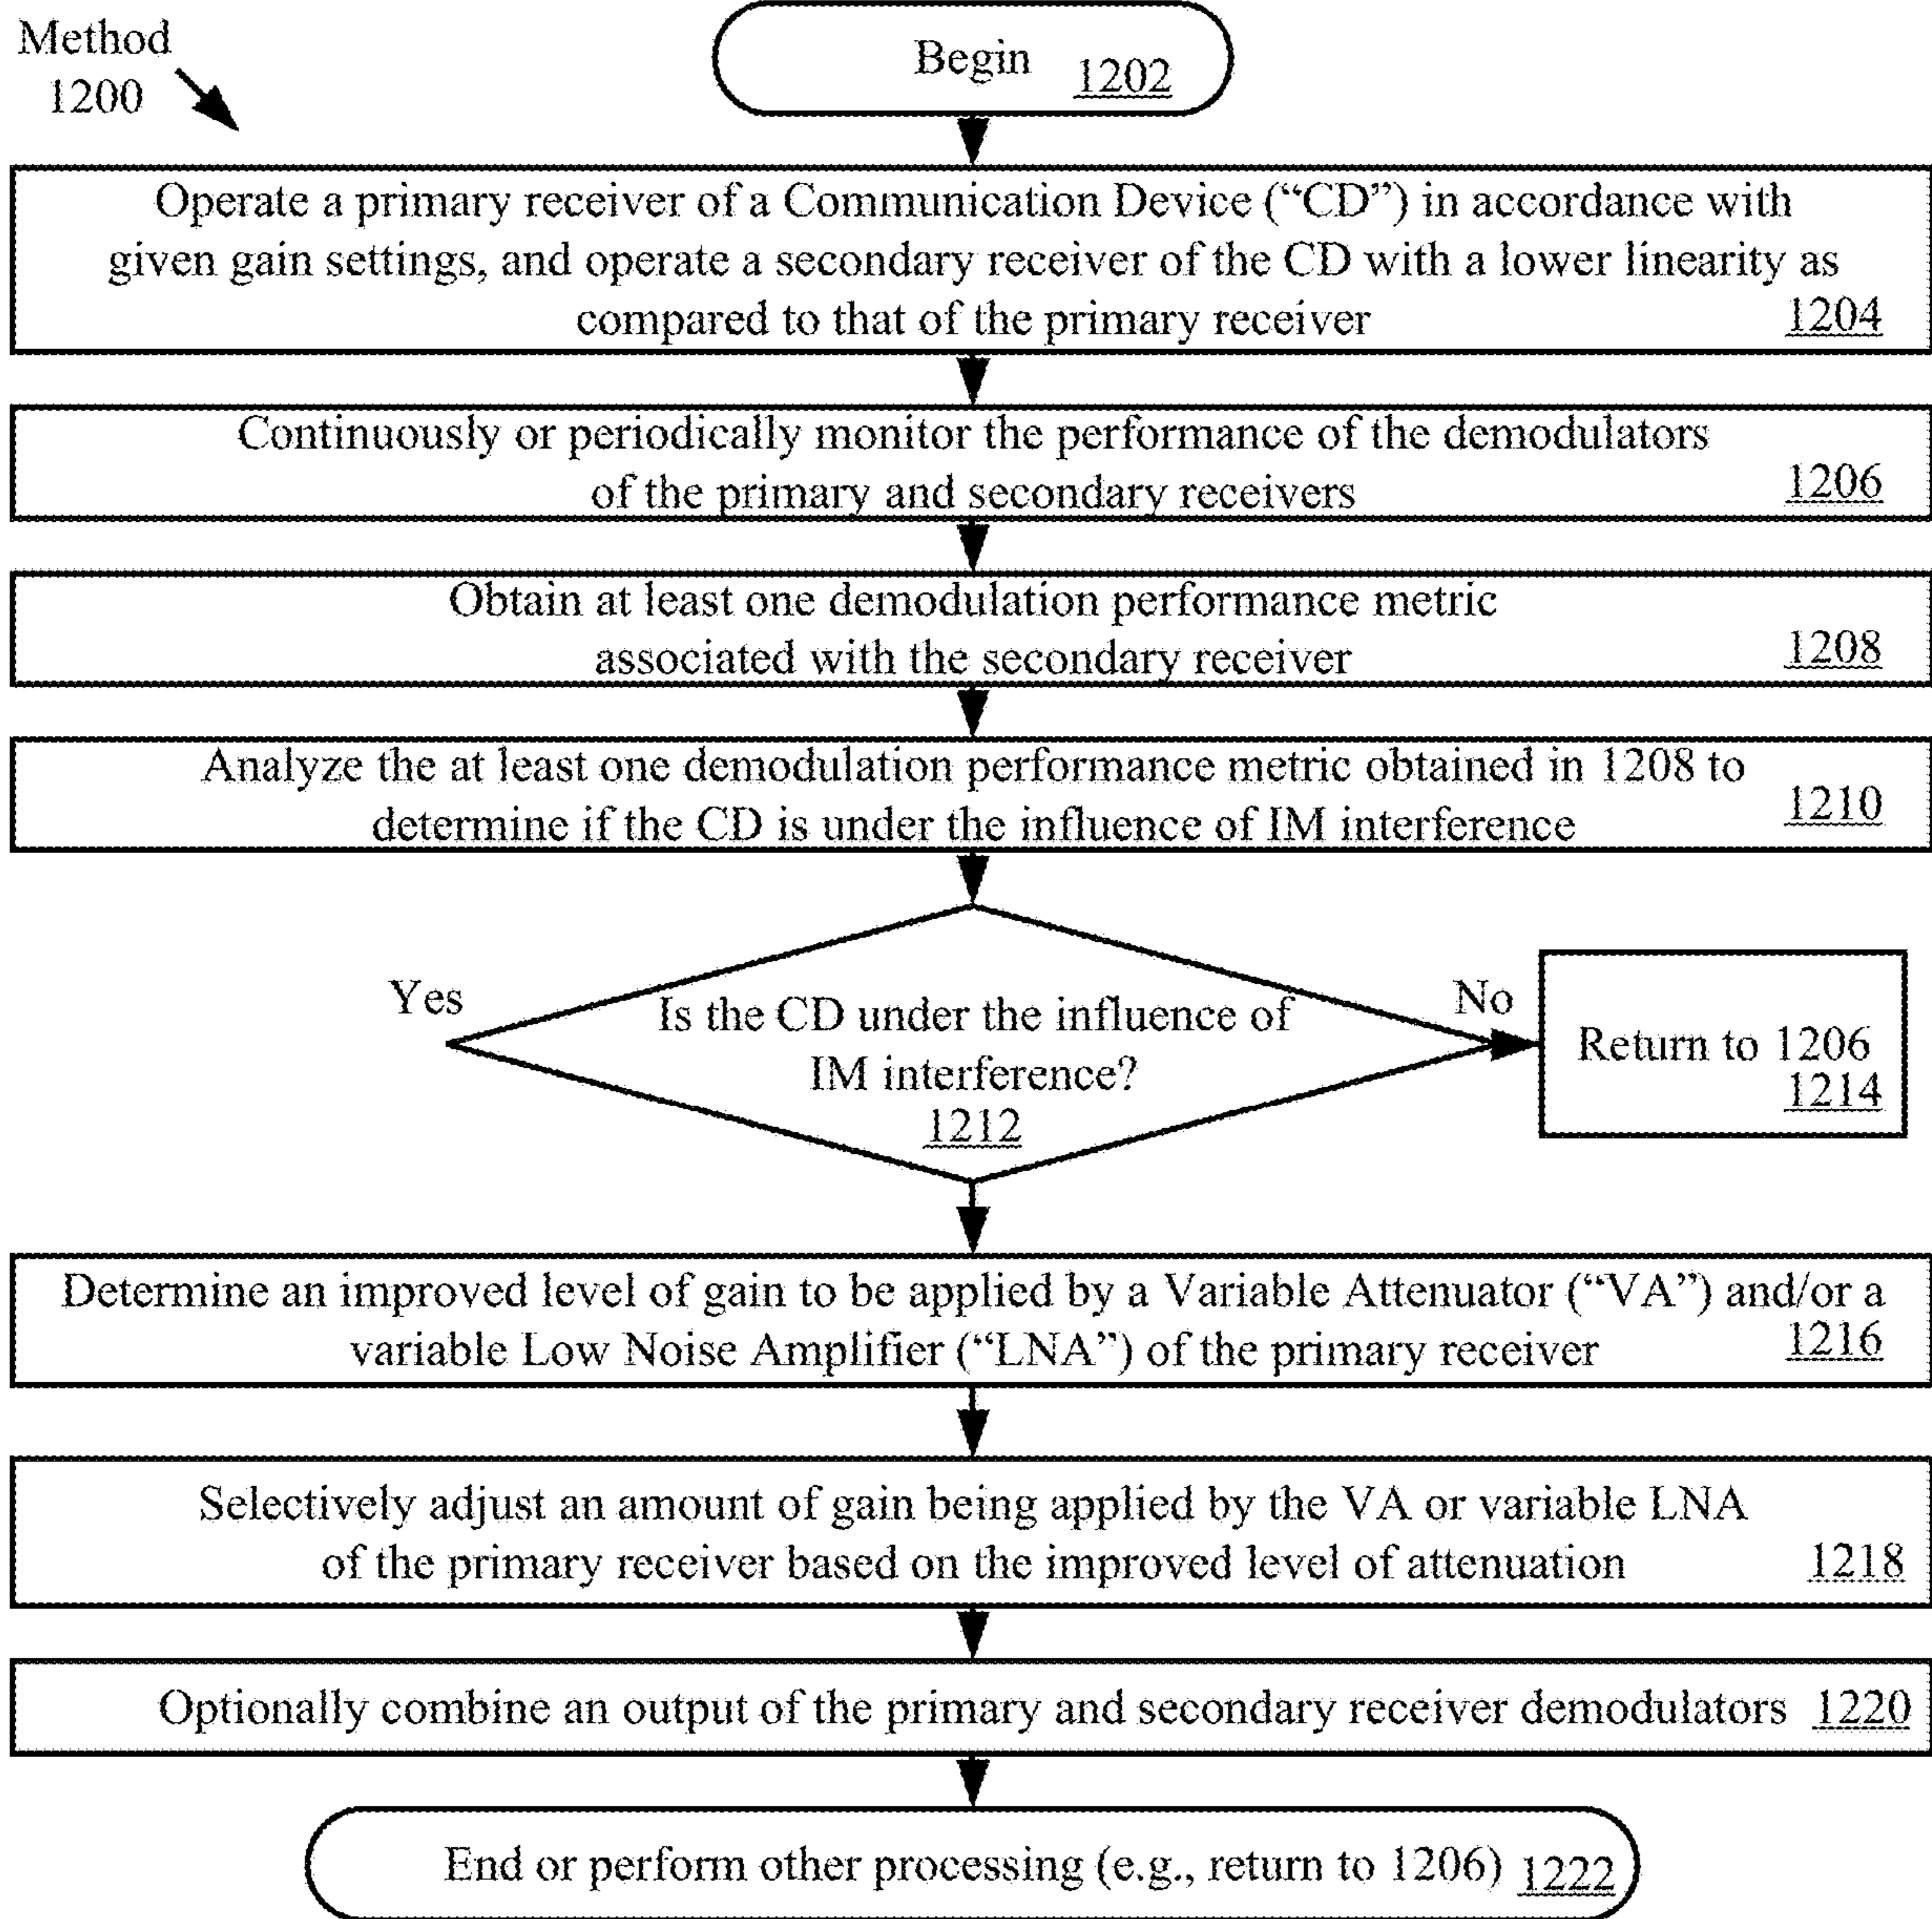 Method
1200
Begin 1202
Operate a primary receiver of a Communication Device (“CD”) in accordance with
given gain settings, and operate a secondary receiver of the CD with a lower linearity as
compared to that of the primary receiver 1204
Continuously or periodically monitor the performance of the demodulators
of the primary and secondary receivers 1206
Obtain at least one demodulation performance metric
associated with the secondary receiver 1208
Analyze the at least one demodulation performance metric obtained in 1208 to
determine if the CD is under the influence of IM interference 1210
Yes
Is the CD under the influence of
IM interference?
1212
No
Return to 1206
1214
Determine an improved level of gain to be applied by a Variable Attenuator (“VA”) and/or a
variable Low Noise Amplifier (“LNA”) of the primary receiver 1216
Selectively adjust an amount of gain being applied by the VA or variable LNA
of the primary receiver based on the improved level of attenuation 1218
Optionally combine an output of the primary and secondary receiver demodulators 1220
End or perform other processing (e.g., return to 1206) 1222